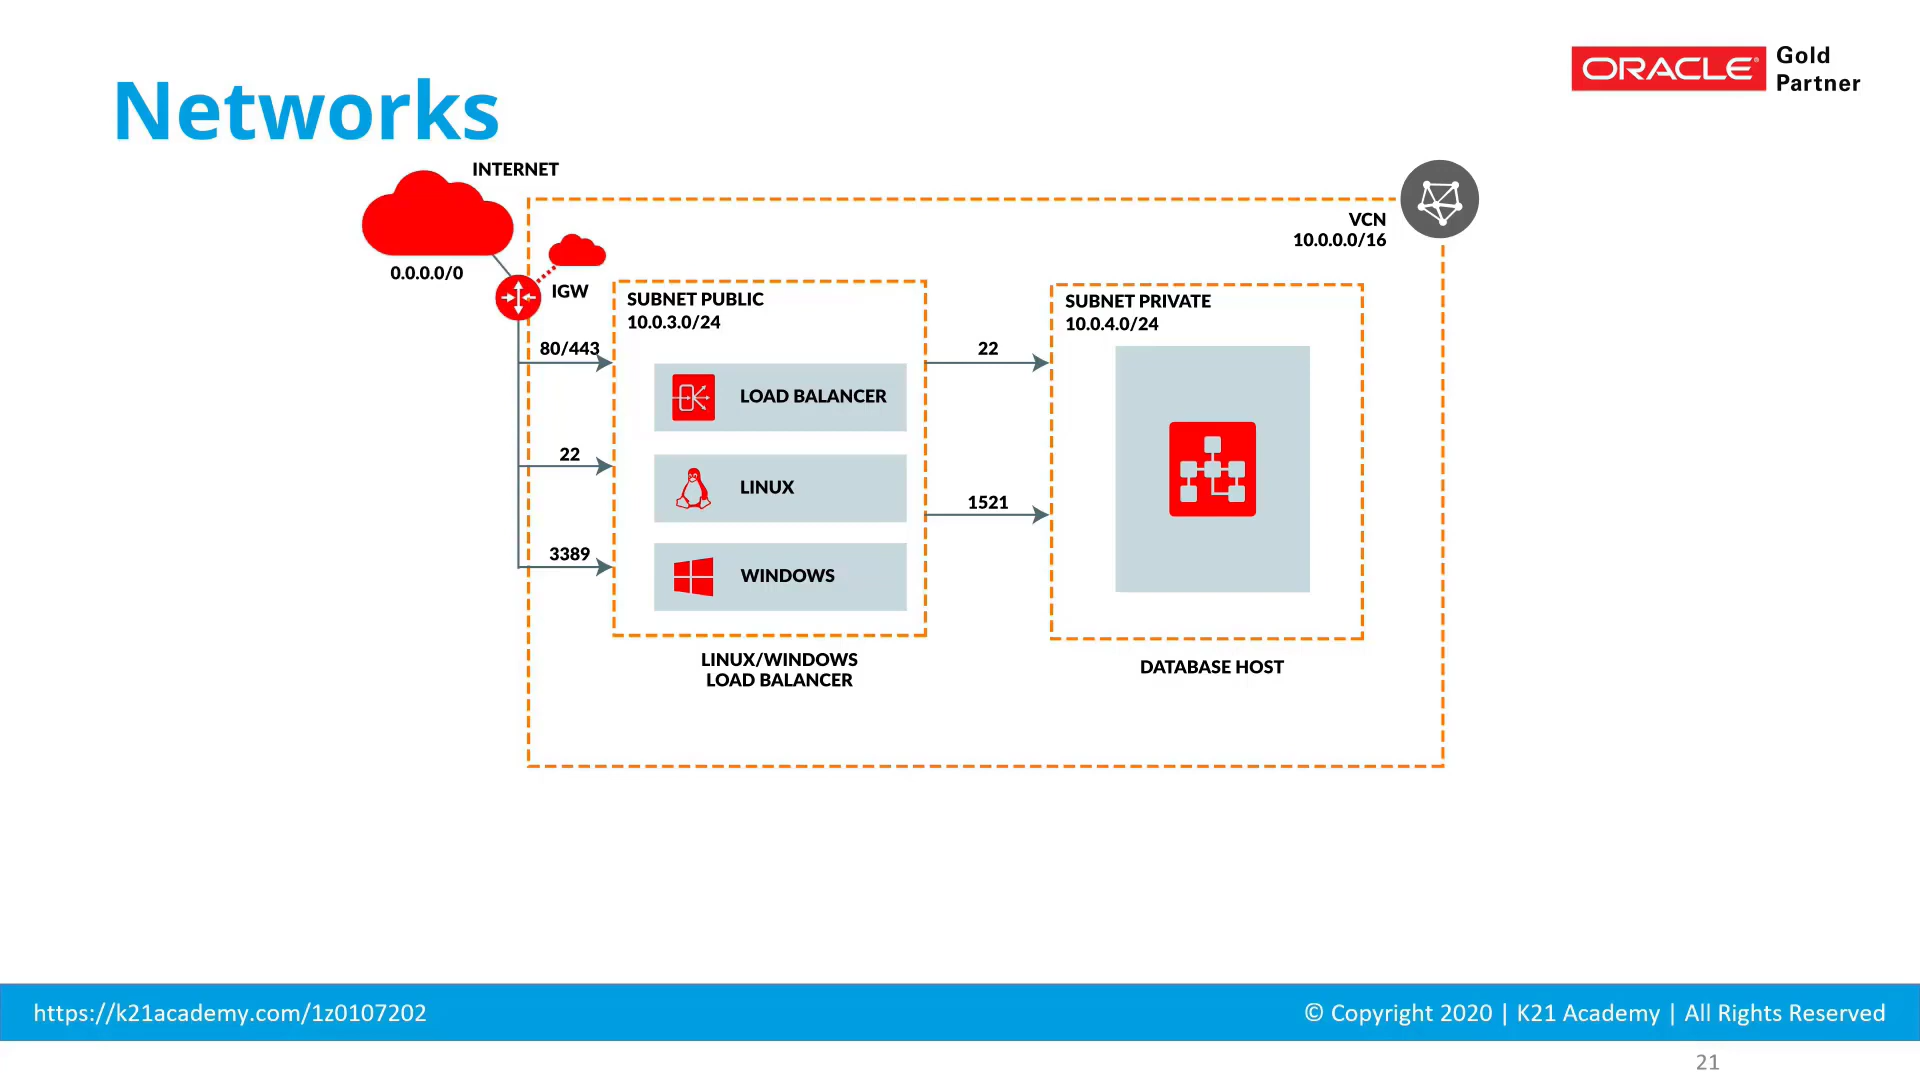 Networks
ORACLE
Gold
Partner
INTERNET
0.0.0.0/0
IGW
VCN
10.0.0.0/16
SUBNET PUBLIC
10.0.3.0/24
SUBNET PRIVATE
10.0.4.0/24
80/443
22
3389
LOAD BALANCER
LINUX
WINDOWS
22
1521
LINUX/WINDOWS
LOAD BALANCER
DATABASE HOST
https://k21academy.com/1z0107202
© Copyright 2020 | K21 Academy | All Rights Reserved
21